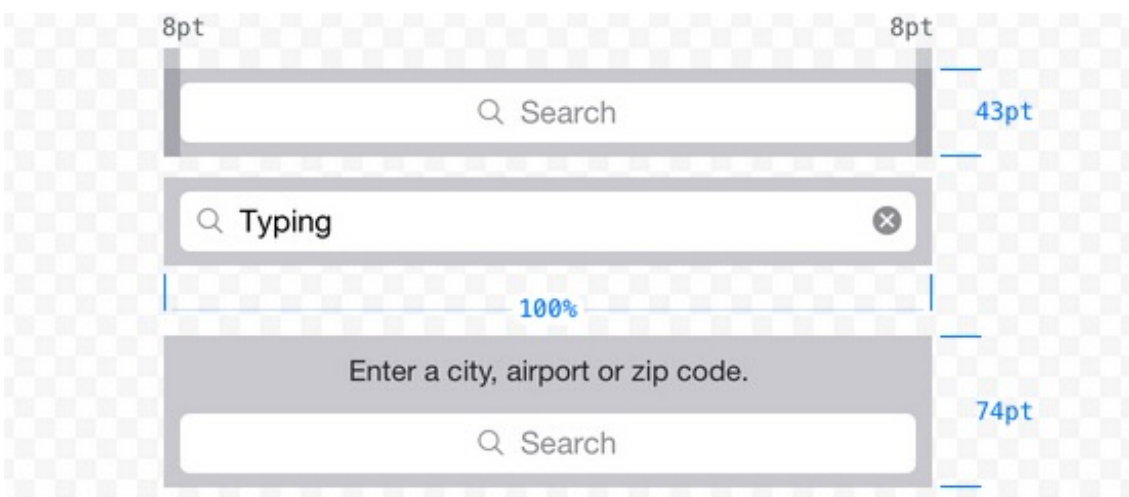 8pt 8pt
Search
43pt
Typing
100%
Enter a city, airport or zip code.
74pt
Search